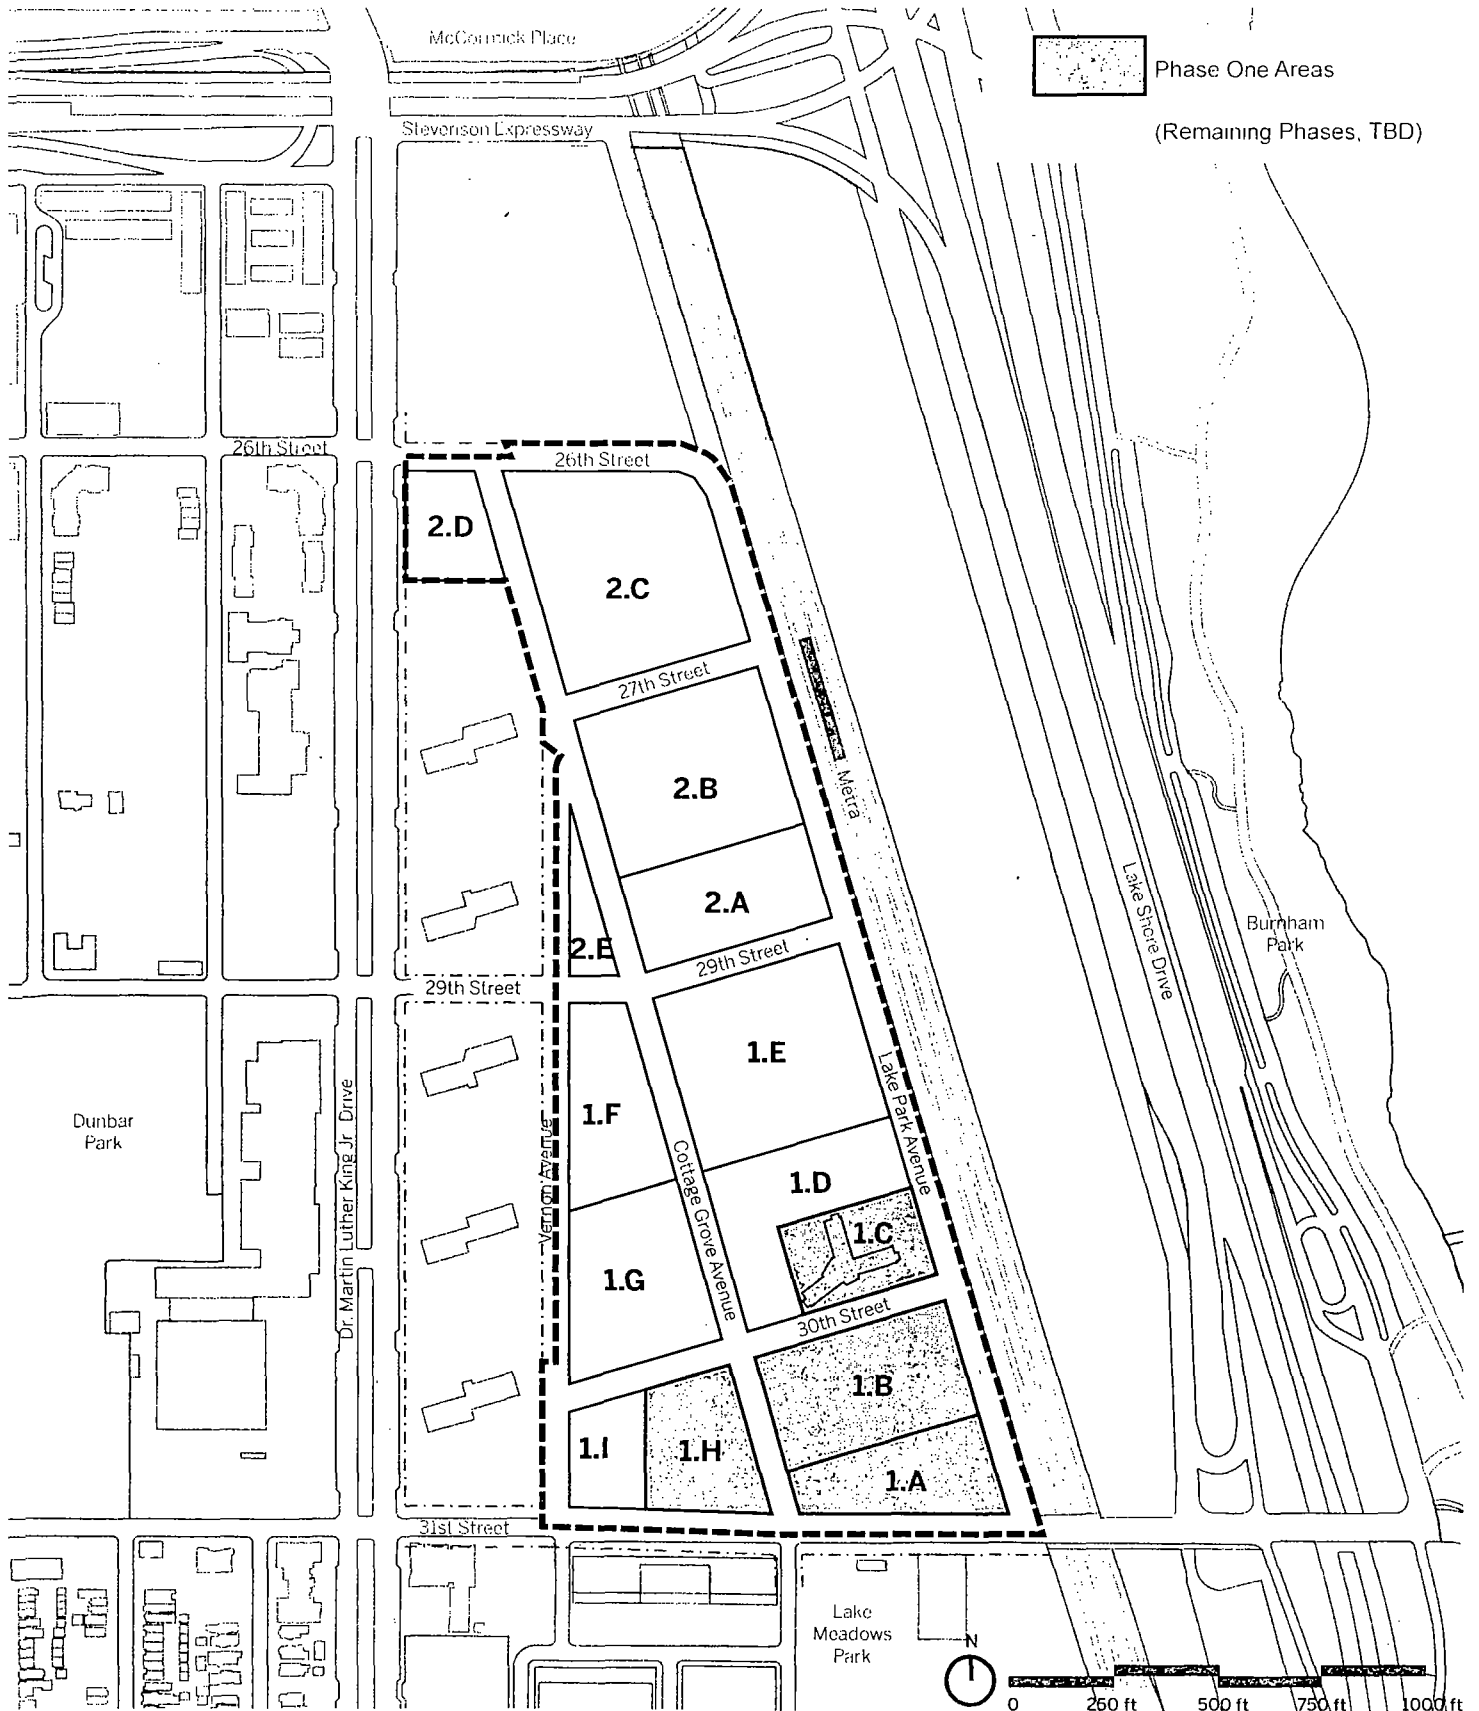 McCormick Place
Phase One Areas
(Remaining Phases, TBD)
Stevenson Expressway
26th Street
26th Street
2.D
2.C
27th Street
2.B
Metra
2.A
Lake Shore Drive
Burnham
Park
2.E
29th Street
29th Street
1.E
Lake Park Avenue
Dunbar
Park
1.F
Vernon Avenue
Dr. Martin Luther King Jr. Drive
Cottage Grove Avenue
1.D
1.C
1.G
30th Street
1.B
1.I
1.H
1.A
31st Street
Lake
Meadows
Park
N
0 250 ft 500 ft 750 ft 1000 ft